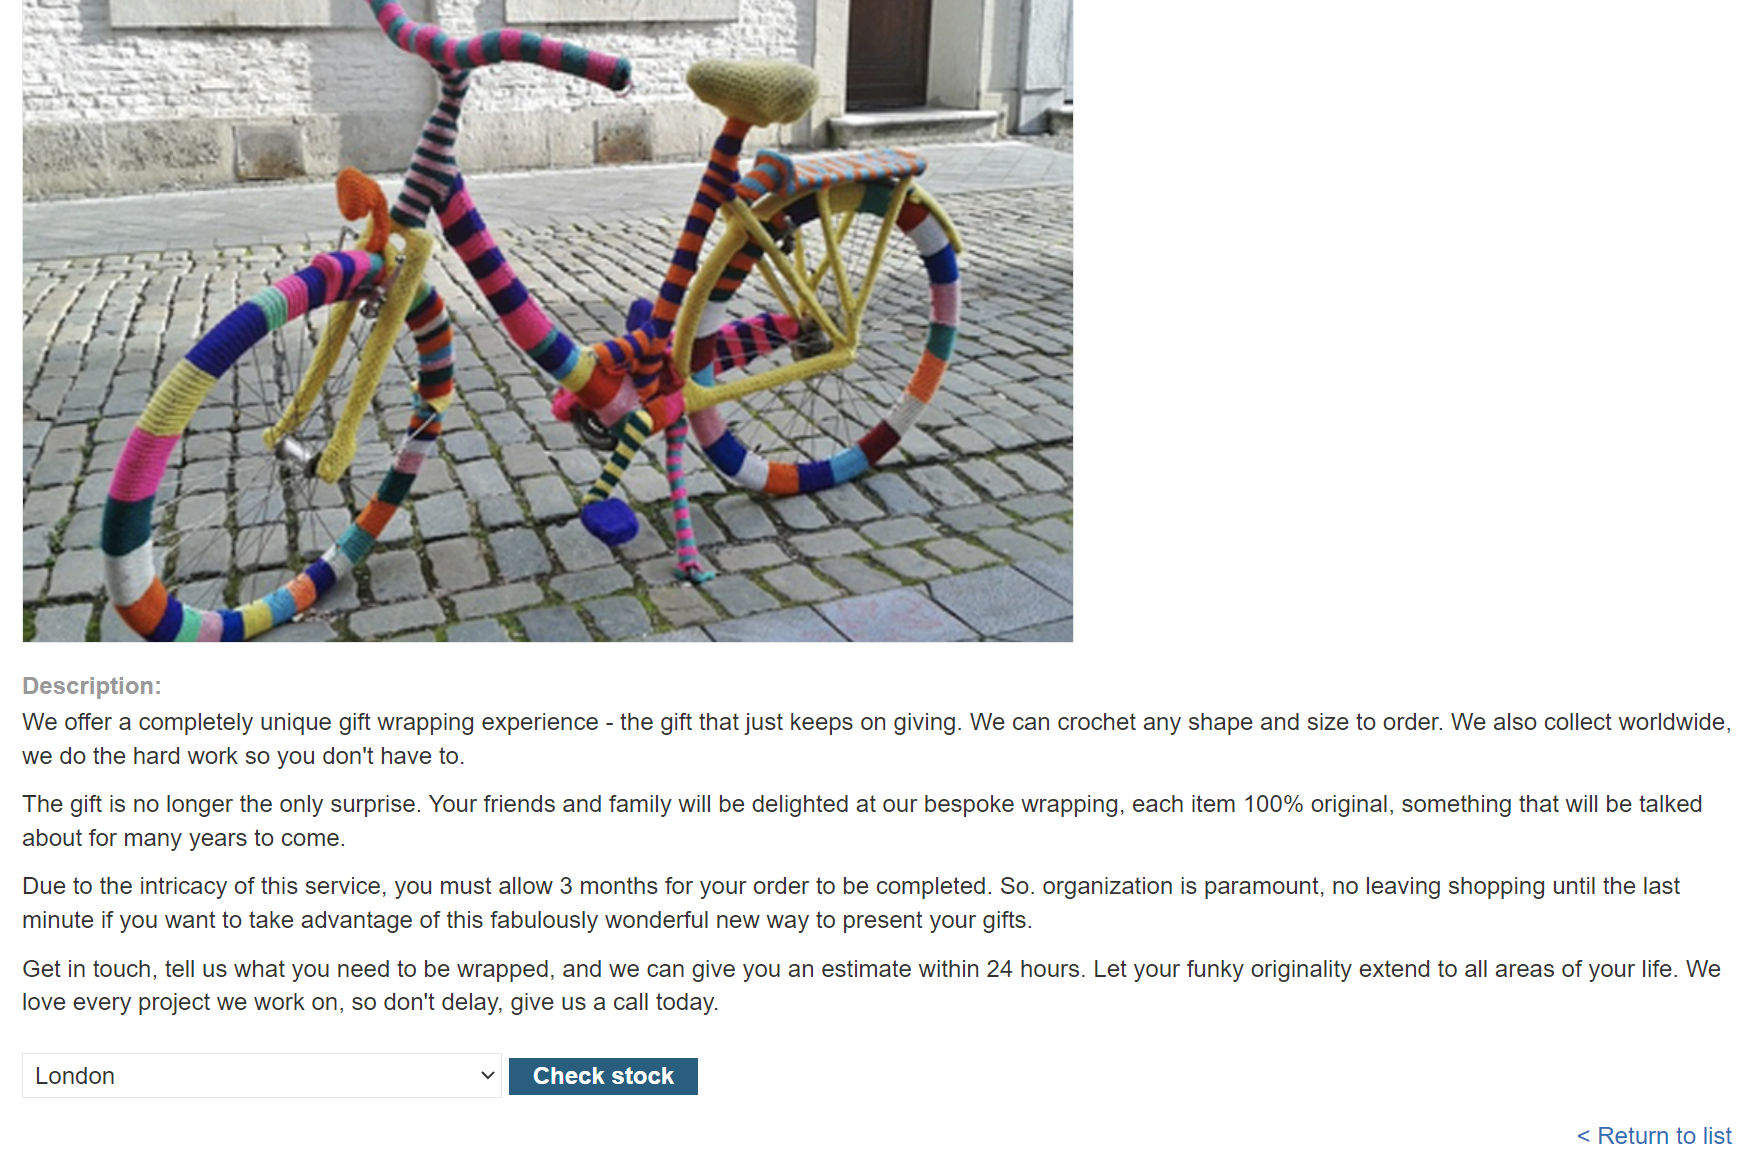 Description:
We offer a completely unique gift wrapping experience - the gift that just keeps on giving. We can crochet any shape and size to order. We also collect worldwide,
we do the hard work so you don't have to.
The gift is no longer the only surprise. Your friends and family will be delighted at our bespoke wrapping, each item 100% original, something that will be talked
about for many years to come.
Due to the intricacy of this service, you must allow 3 months for your order to be completed. So. organization is paramount, no leaving shopping until the last
minute if you want to take advantage of this fabulously wonderful new way to present your gifts.
Get in touch, tell us what you need to be wrapped, and we can give you an estimate within 24 hours. Let your funky originality extend to all areas of your life. We
love every project we work on, so don't delay, give us a call today.
London
Check stock
< Return to list